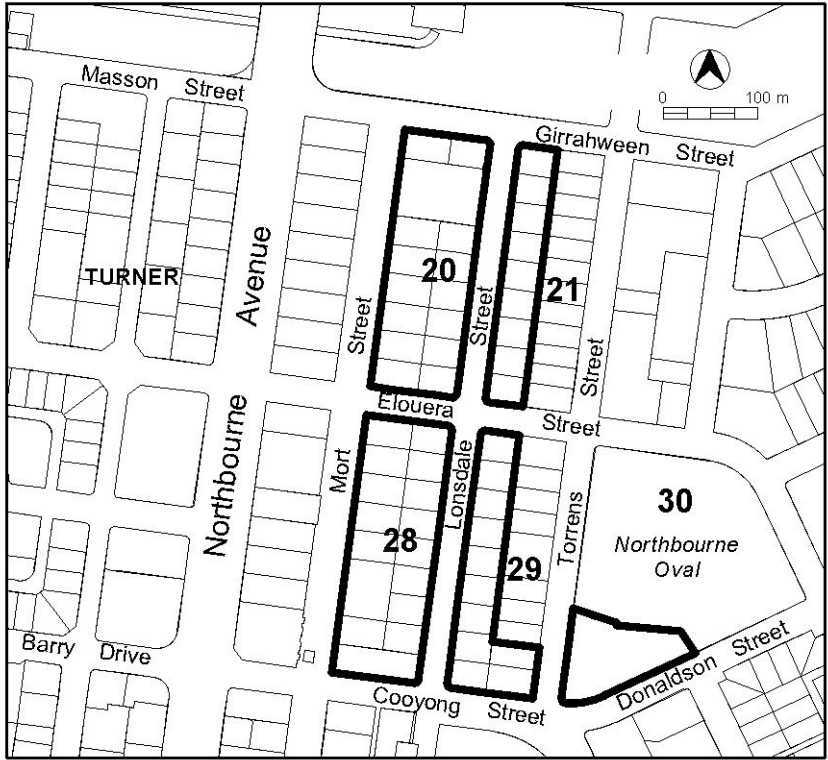 Masson Street
0 100 m
Girrahween Street
TURNER
Northbourne Avenue
20
21
Street
Street
Street
Elouera Street
Mort
Lonsdale
Torrens
28
29
30
Northbourne
Oval
Barry Drive
Cooyong Street
Donaldson Street